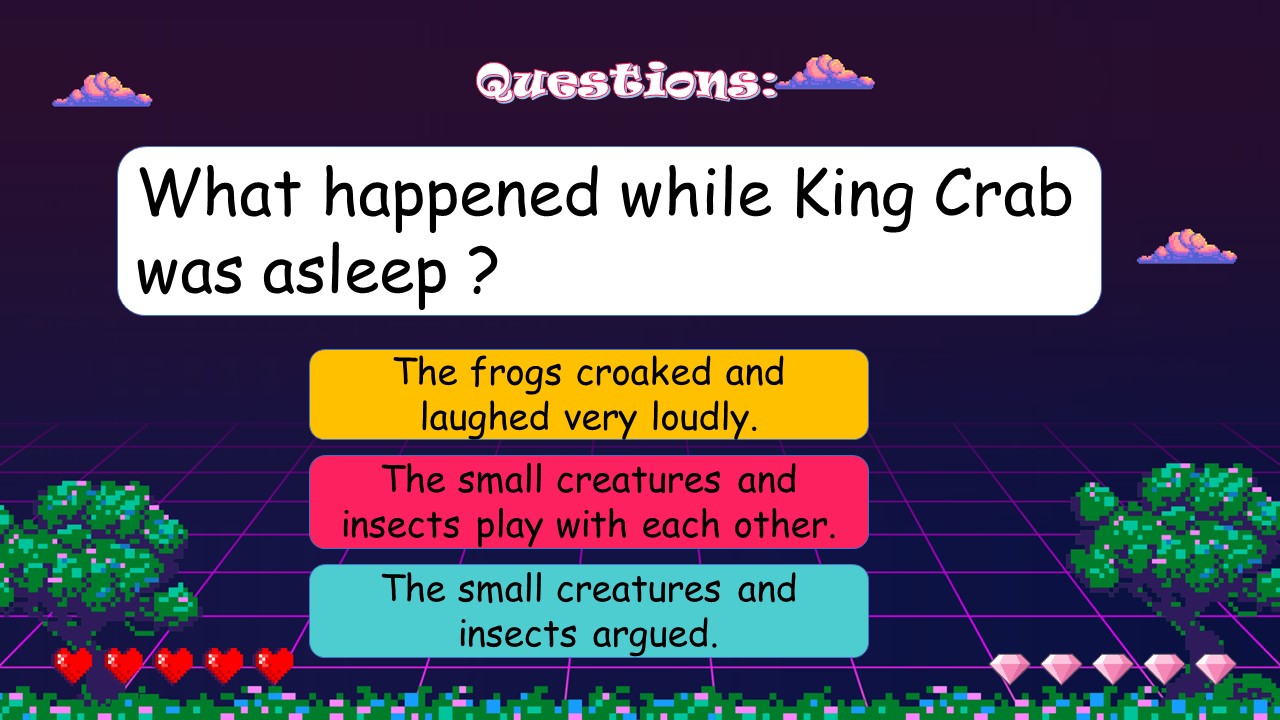 Questions:
What happened while King Crab
was asleep ?
The frogs croaked and
laughed very loudly.
The small creatures and
insects play with each other.
The small creatures and
insects argued.